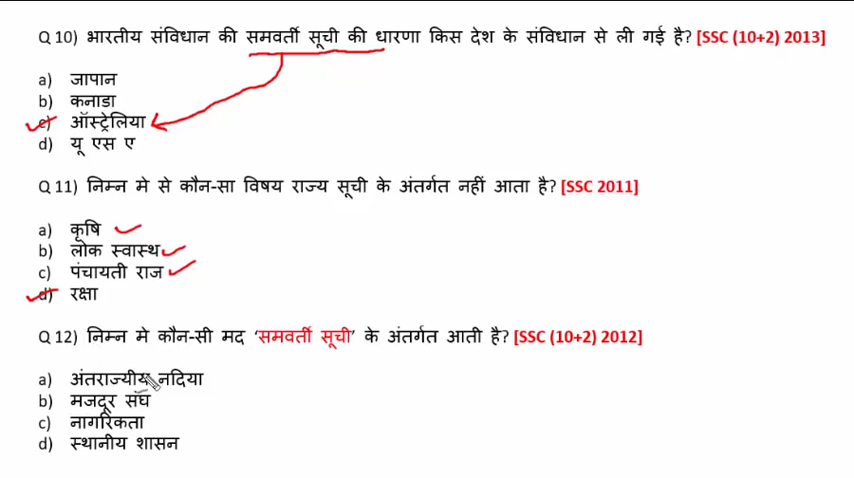 Q 10) भारतीय संविधान की समवर्ती सूची की धारणा किस देश के संविधान से ली गई है? [SSC (10+2) 2013]
a) जापान
b) कनाडा
c) ऑस्ट्रेलिया
d) यू एस ए
Q 11) निम्न मे से कौन-सा विषय राज्य सूची के अंतर्गत नहीं आता है? [SSC 2011]
a) कृषि
b) लोक स्वास्थ
c) पंचायती राज
d) रक्षा
Q 12) निम्न मे कौन-सी मद ‘समवर्ती सूची’ के अंतर्गत आती है? [SSC (10+2) 2012]
a) अंतराज्यीय नदिया
b) मजदूर संघ
c) नागरिकता
d) स्थानीय शासन